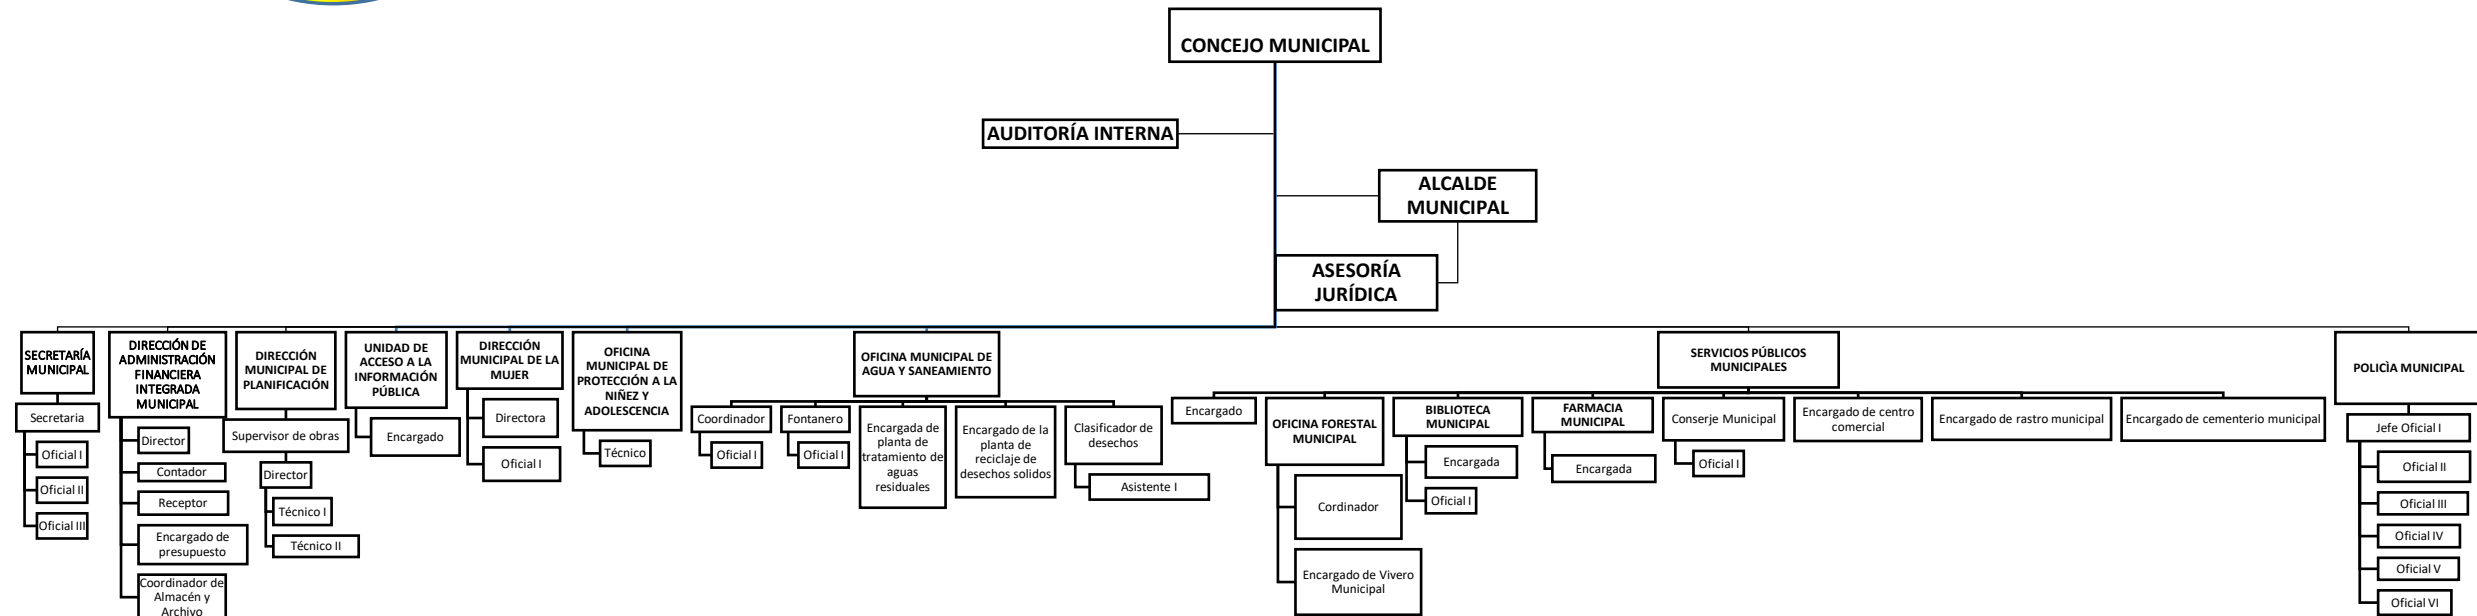 CONCEJO MUNICIPAL
AUDITORÍA INTERNA
ALCALDE
MUNICIPAL
ASESORÍA
JURÍDICA
SECRETARÍA
MUNICIPAL
Secretaria
Oficial I
Oficial II
Oficial III
DIRECCIÓN DE
ADMINISTRACIÓN
FINANCIERA
INTEGRADA
MUNICIPAL
Director
Contador
Receptor
Encargado de
presupuesto
Coordinador de
Almacén y
Archivo
DIRECCIÓN
MUNICIPAL DE
PLANIFICACIÓN
Supervisor de obras
Director
Técnico I
Técnico II
UNIDAD DE
ACCESO A LA
INFORMACIÓN
PÚBLICA
Encargado
DIRECCIÓN
MUNICIPAL DE LA
MUJER
Directora
Oficial I
OFICINA
MUNICIPAL DE
PROTECCIÓN A LA
NIÑEZ Y
ADOLESCENCIA
Técnico
OFICINA MUNICIPAL DE
AGUA Y SANEAMIENTO
Coordinador
Oficial I
Fontanero
Oficial I
Encargada de
planta de
tratamiento de
aguas
residuales
Encargado de la
planta de
reciclaje de
desechos solidos
Clasificador de
desechos
Asistente I
SERVICIOS PÚBLICOS
MUNICIPALES
Encargado
OFICINA FORESTAL
MUNICIPAL
Cordinador
Encargado de Vivero
Municipal
BIBLIOTECA
MUNICIPAL
Encargada
Oficial I
FARMACIA
MUNICIPAL
Encargada
Conserje Municipal
Oficial I
Encargado de centro
comercial
Encargado de rastro municipal
Encargado de cementerio municipal
POLICÌA MUNICIPAL
Jefe Oficial I
Oficial II
Oficial III
Oficial IV
Oficial V
Oficial VI